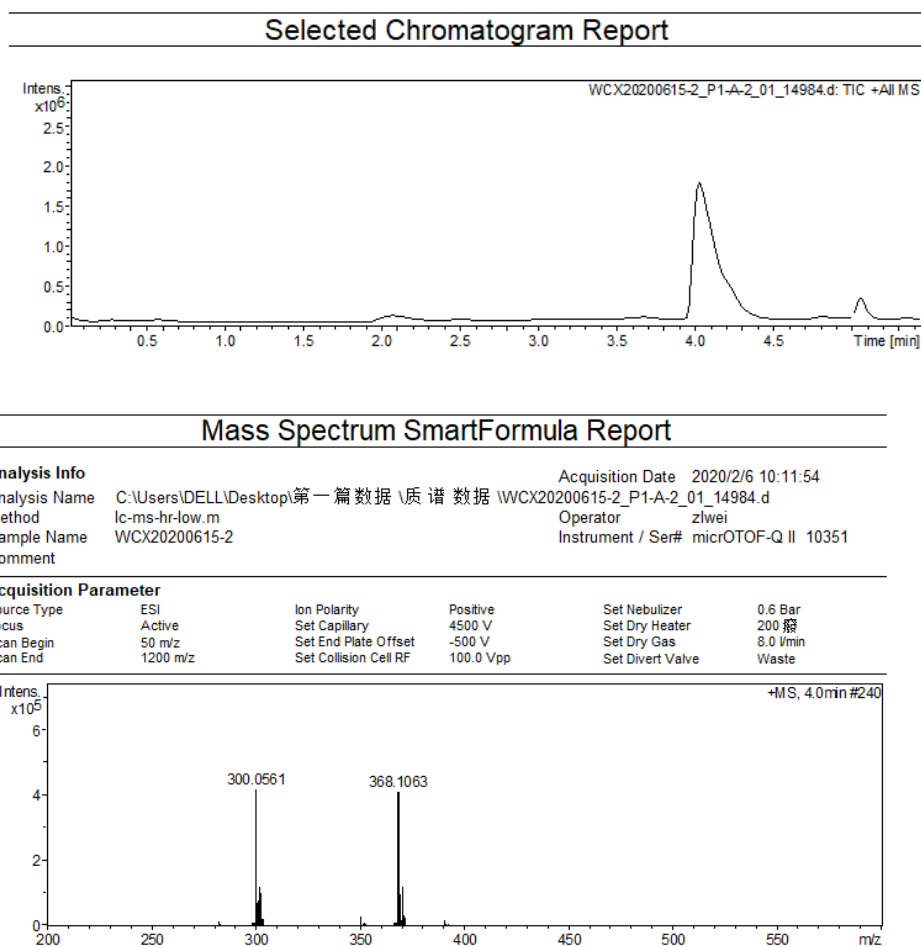 Selected Chromatogram Report
Intens.
x10⁶
WCX20200615-2_P1-A-2_01_14984.d: TIC +All MS
2.5
2.0
1.5
1.0
0.5
0.0
0.5 1.0 1.5 2.0 2.5 3.0 3.5 4.0 4.5 Time [min]
Mass Spectrum SmartFormula Report
nalysis Info
Acquisition Date 2020/2/6 10:11:54
nalysis Name C:\Users\DELL\Desktop\第一篇数据\质谱 数据\WCX20200615-2_P1-A-2_01_14984.d
ethod lc-ms-hr-low.m Operator zlwei
ample Name WCX20200615-2 Instrument / Ser# micrOTOF-Q II 10351
omment
cquisition Parameter
ource Type ESI Ion Polarity Positive Set Nebulizer 0.6 Bar
ocus Active Set Capillary 4500 V Set Dry Heater 200 癈
can Begin 50 m/z Set End Plate Offset -500 V Set Dry Gas 8.0 l/min
can End 1200 m/z Set Collision Cell RF 100.0 Vpp Set Divert Valve Waste
Intens.
x10⁵
+MS, 4.0min #240
6
300.0561 368.1063
4
2
0
200 250 300 350 400 450 500 550 m/z